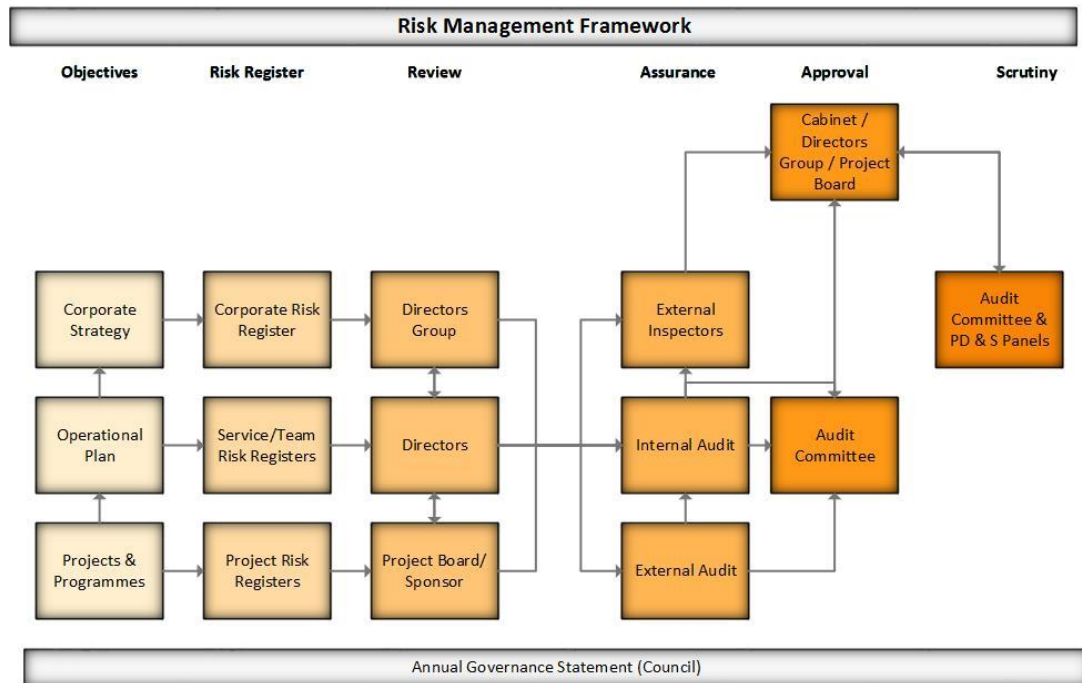 Risk Management Framework
Objectives
Risk Register
Review
Assurance
Approval
Scrutiny
Cabinet /
Directors
Group / Project
Board
Corporate
Strategy
Corporate Risk
Register
Directors
Group
External
Inspectors
Audit
Committee &
PD & S Panels
Operational
Plan
Service/Team
Risk Registers
Directors
Internal Audit
Audit
Committee
Projects &
Programmes
Project Risk
Registers
Project Board/
Sponsor
External Audit
Annual Governance Statement (Council)